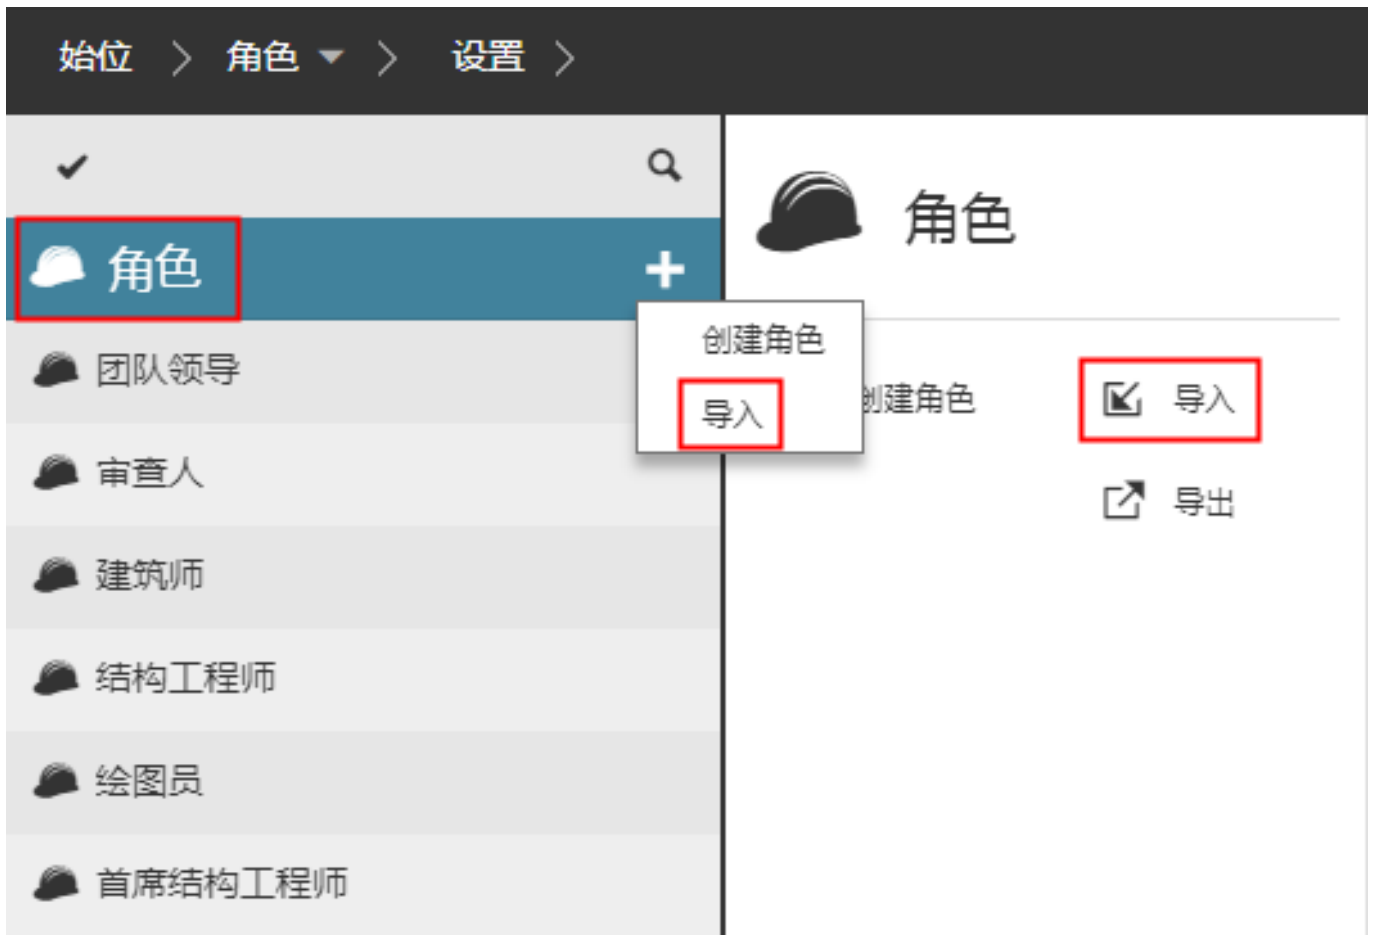 始位 角色 设置
角色
角色
创建角色
导入
创建角色 导入
导出
团队领导
审查人
建筑师
结构工程师
绘图员
首席结构工程师